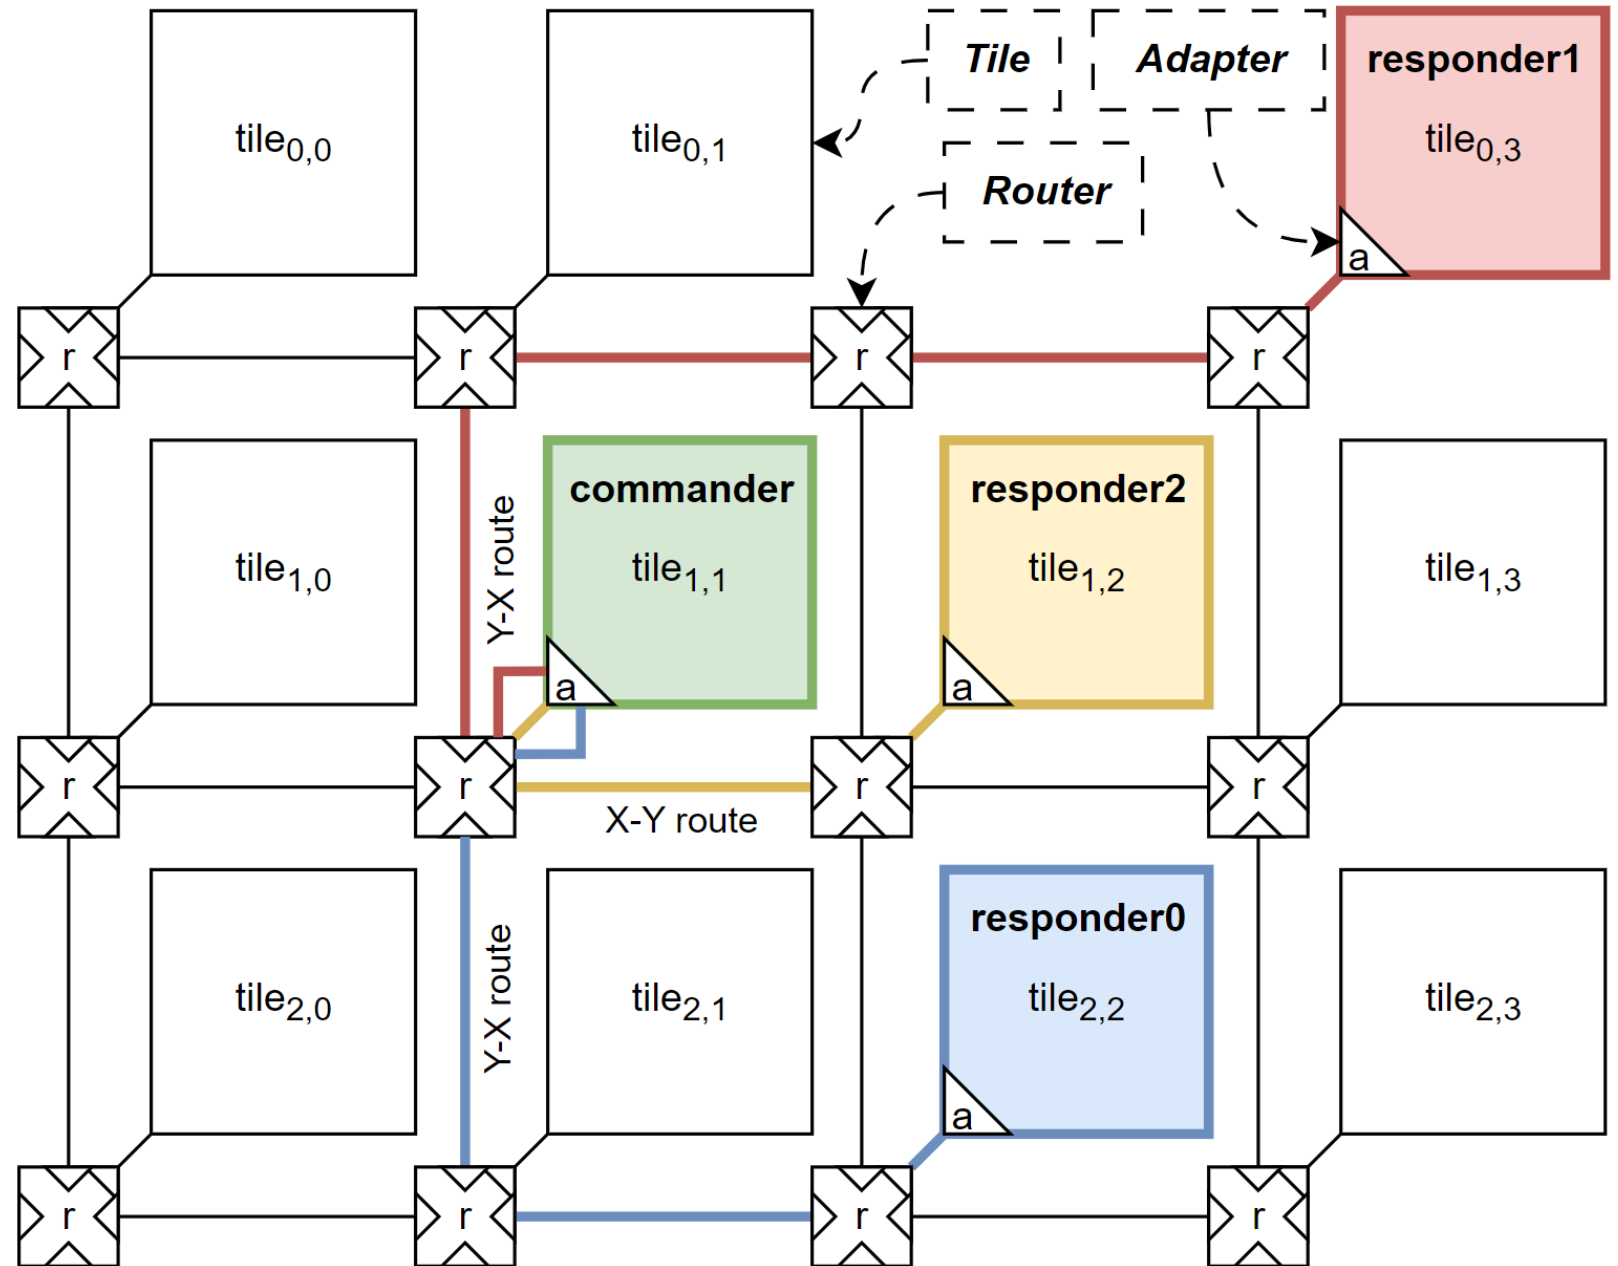 Tile
Adapter
responder1
tile0,0
tile0,1
tile0,3
Router
a
r
r
r
r
commander
responder2
Y-X route
tile1,0
tile1,1
tile1,2
tile1,3
a
a
r
r
r
r
X-Y route
responder0
Y-X route
tile2,0
tile2,1
tile2,2
tile2,3
a
r
r
r
r